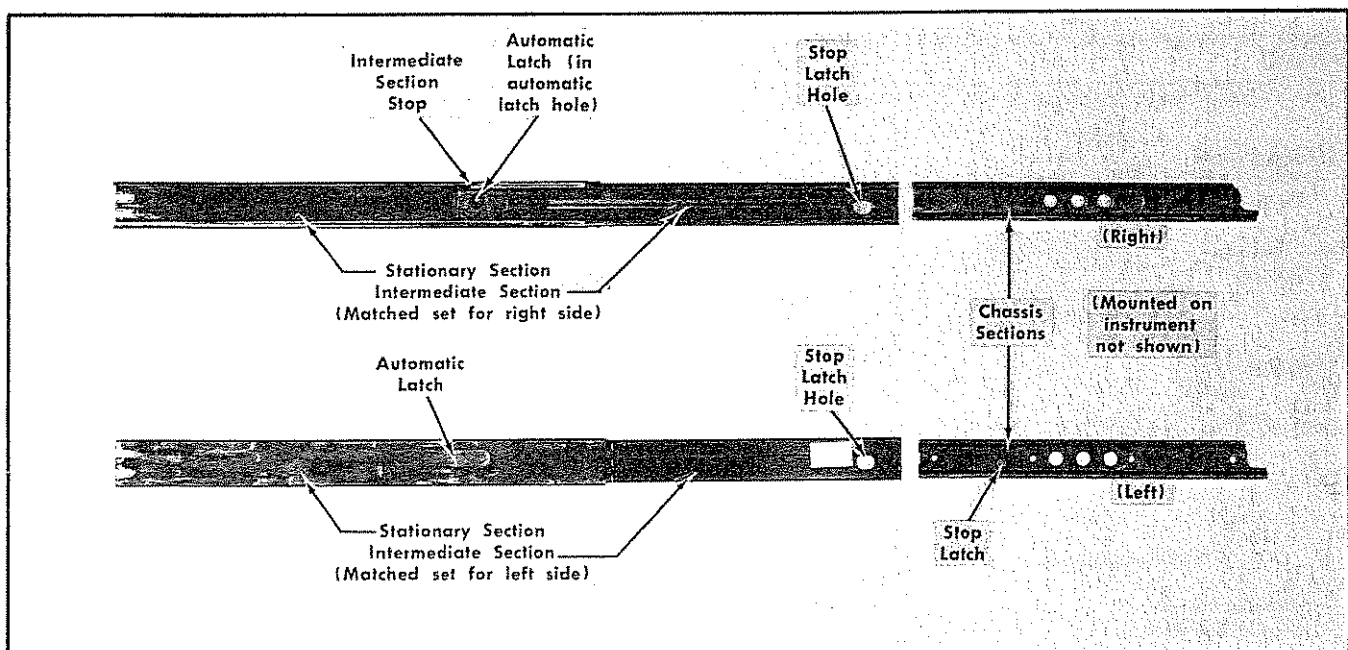 Intermediate
Section
Stop
Automatic
Latch (in
automatic
latch hole)
Stop
Latch
Hole
(Right)
Stationary Section
Intermediate Section
(Matched set for right side)
Chassis
Sections
(Mounted on
instrument
not shown)
Automatic
Latch
Stop
Latch
Hole
(Left)
Stationary Section
Intermediate Section
(Matched set for left side)
Stop
Latch